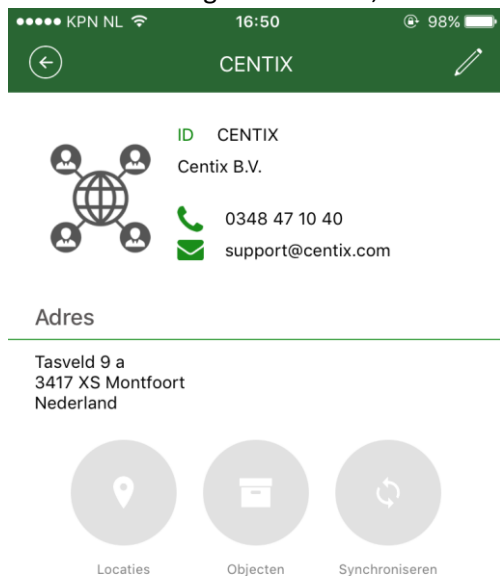 KPN NL 16:50 98%
CENTIX
ID CENTIX
Centix B.V.
0348 47 10 40
support@centix.com
Adres
Tasveld 9 a
3417 XS Montfoort
Nederland
Locaties Objecten Synchroniseren